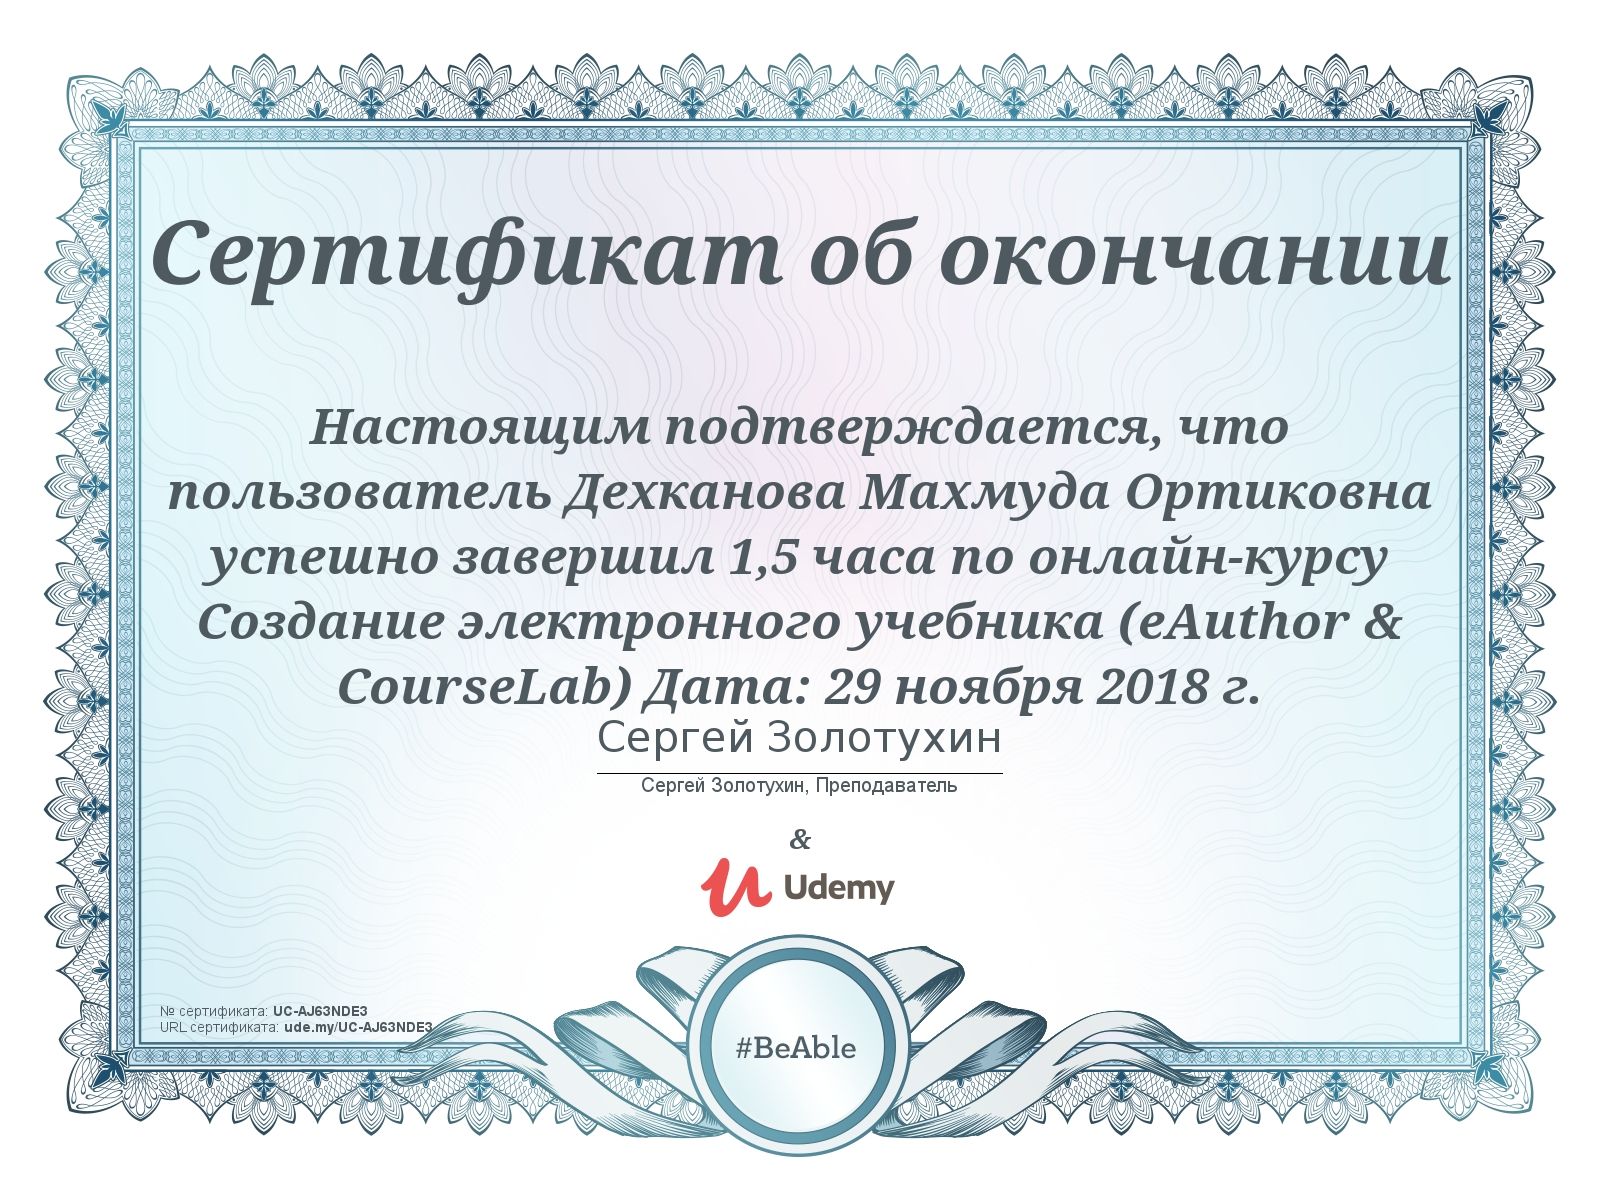 Сертификат об окончании
Настоящим подтверждается, что
пользователь Дехканова Махмуда Ортиковна
успешно завершил 1,5 часа по онлайн-курсу
Создание электронного учебника (eAuthor &
CourseLab) Дата: 29 ноября 2018 г.
Сергей Золотухин
Сергей Золотухин, Преподаватель
&
Udemy
№ сертификата: UC-AJ63NDE3
URL сертификата: ude.my/UC-AJ63NDE3
#BeAble